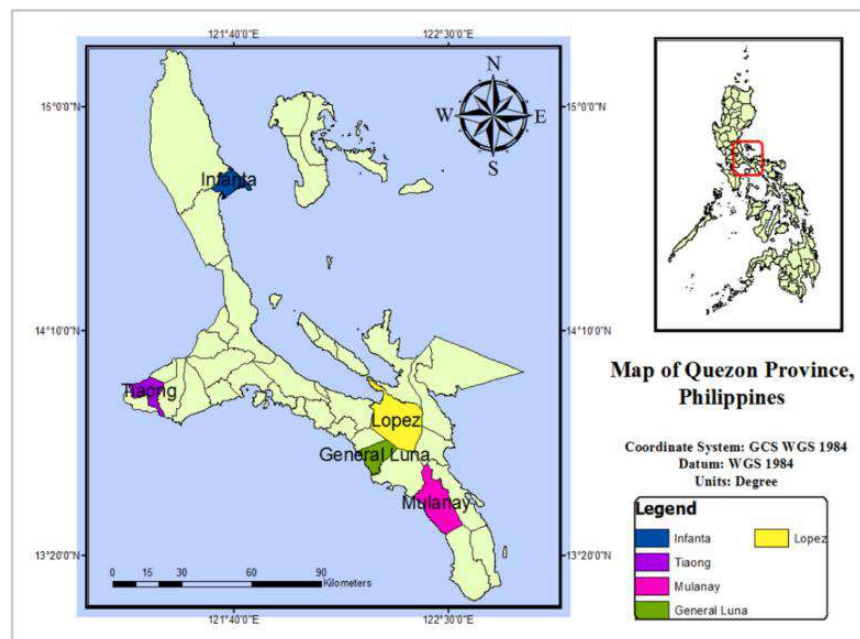 121°40'0"E
122°30'0"E
15°0'0"N
15°0'0"N
N
W
E
S
Infanta
14°10'0"N
14°10'0"N
Tiaong
Lopez
General Luna
Mulanay
13°20'0"N
13°20'0"N
0 15 30 60 90
Kilometers
121°40'0"E
122°30'0"E
Map of Quezon Province,
Philippines
Coordinate System: GCS WGS 1984
Datum: WGS 1984
Units: Degree
Legend
Infanta
Lopez
Tiaong
Mulanay
General Luna